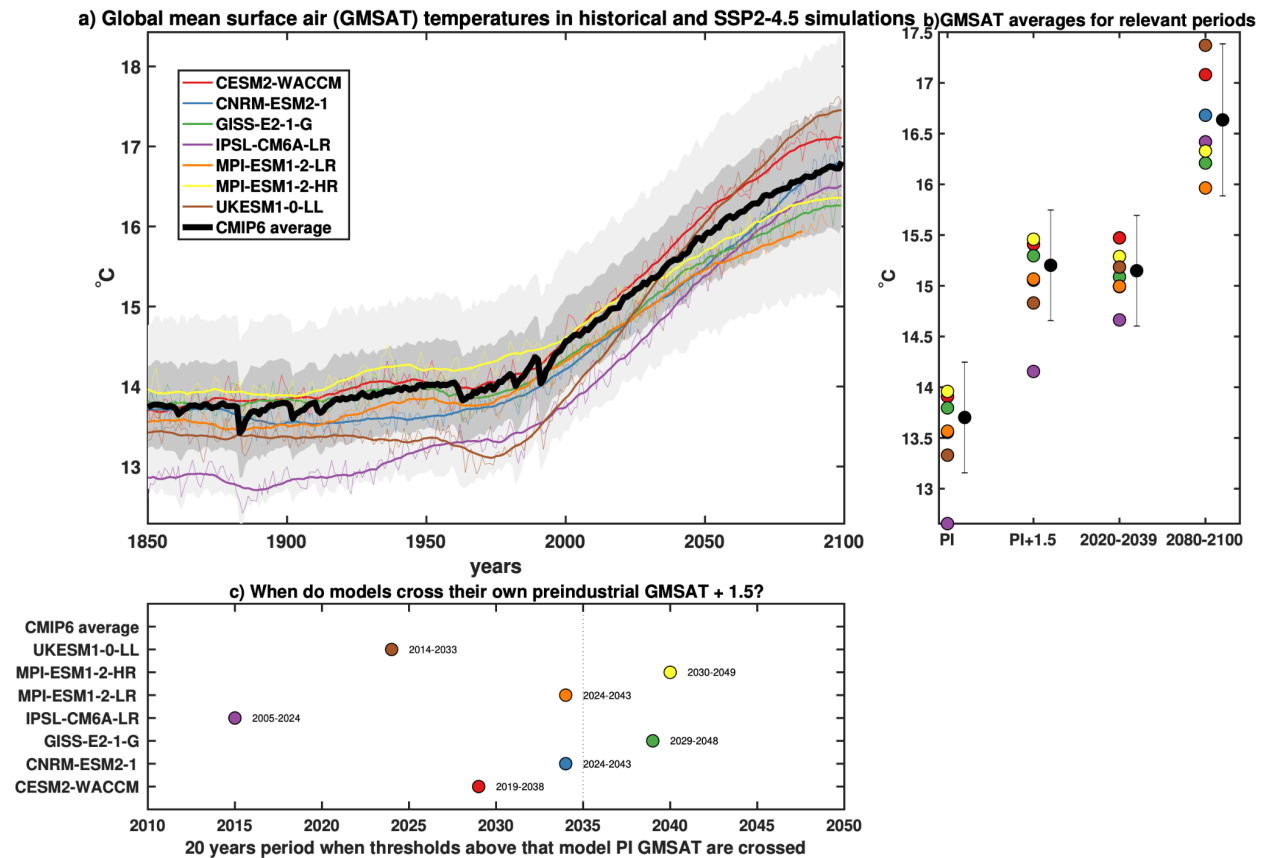 a) Global mean surface air (GMSAT) temperatures in historical and SSP2-4.5 simulations
18
17
16
15
14
13
°C
CESM2-WACCM
CNRM-ESM2-1
GISS-E2-1-G
IPSL-CM6A-LR
MPI-ESM1-2-LR
MPI-ESM1-2-HR
UKESM1-0-LL
CMIP6 average
1850 1900 1950 2000 2050 2100
years
b)GMSAT averages for relevant periods
17.5
17
16.5
16
15.5
15
14.5
14
13.5
13
°C
PI PI+1.5 2020-2039 2080-2100
c) When do models cross their own preindustrial GMSAT + 1.5?
CMIP6 average
UKESM1-0-LL 2014-2033
MPI-ESM1-2-HR 2030-2049
MPI-ESM1-2-LR 2024-2043
IPSL-CM6A-LR 2005-2024
GISS-E2-1-G 2029-2048
CNRM-ESM2-1 2024-2043
CESM2-WACCM 2019-2038
2010 2015 2020 2025 2030 2035 2040 2045 2050
20 years period when thresholds above that model PI GMSAT are crossed